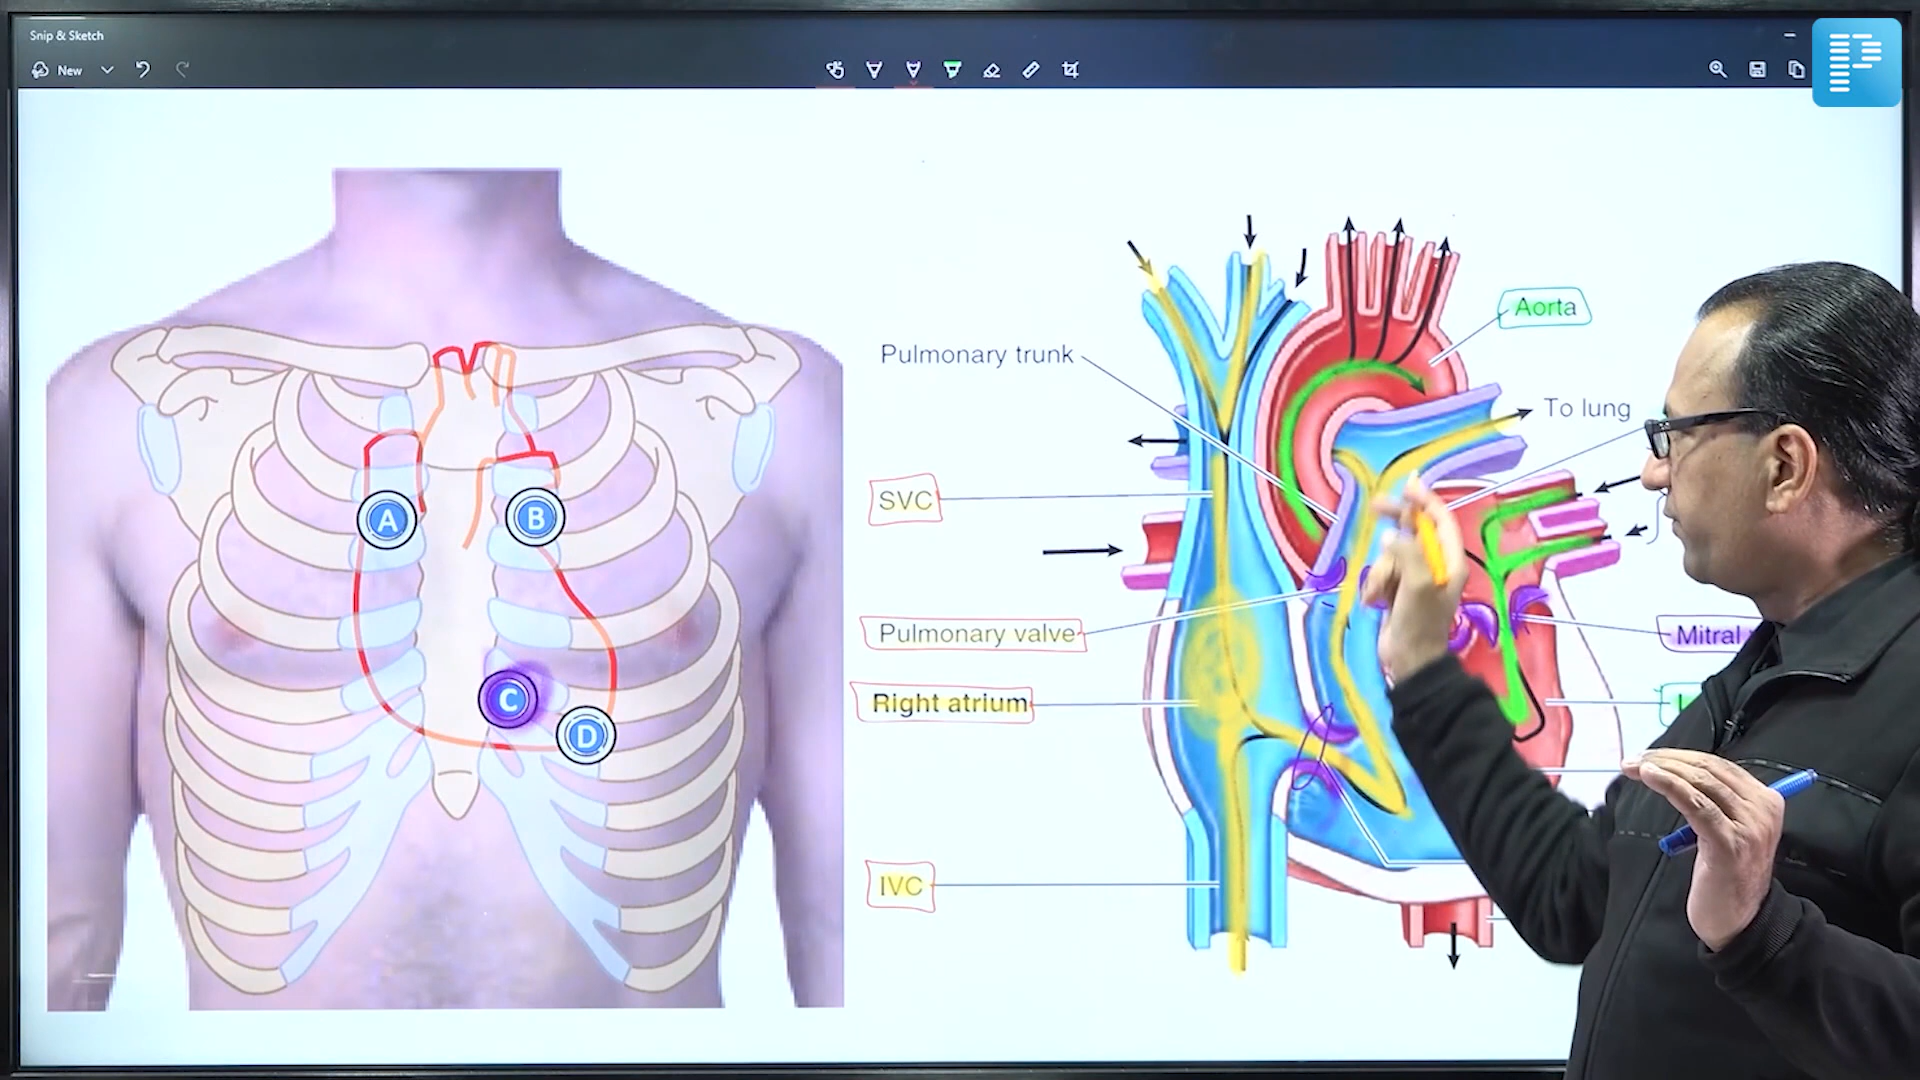 Snip & Sketch
New
Aorta
Pulmonary trunk
To lung
SVC
A
B
Pulmonary valve
Mitral
C
Right atrium
L
D
IVC